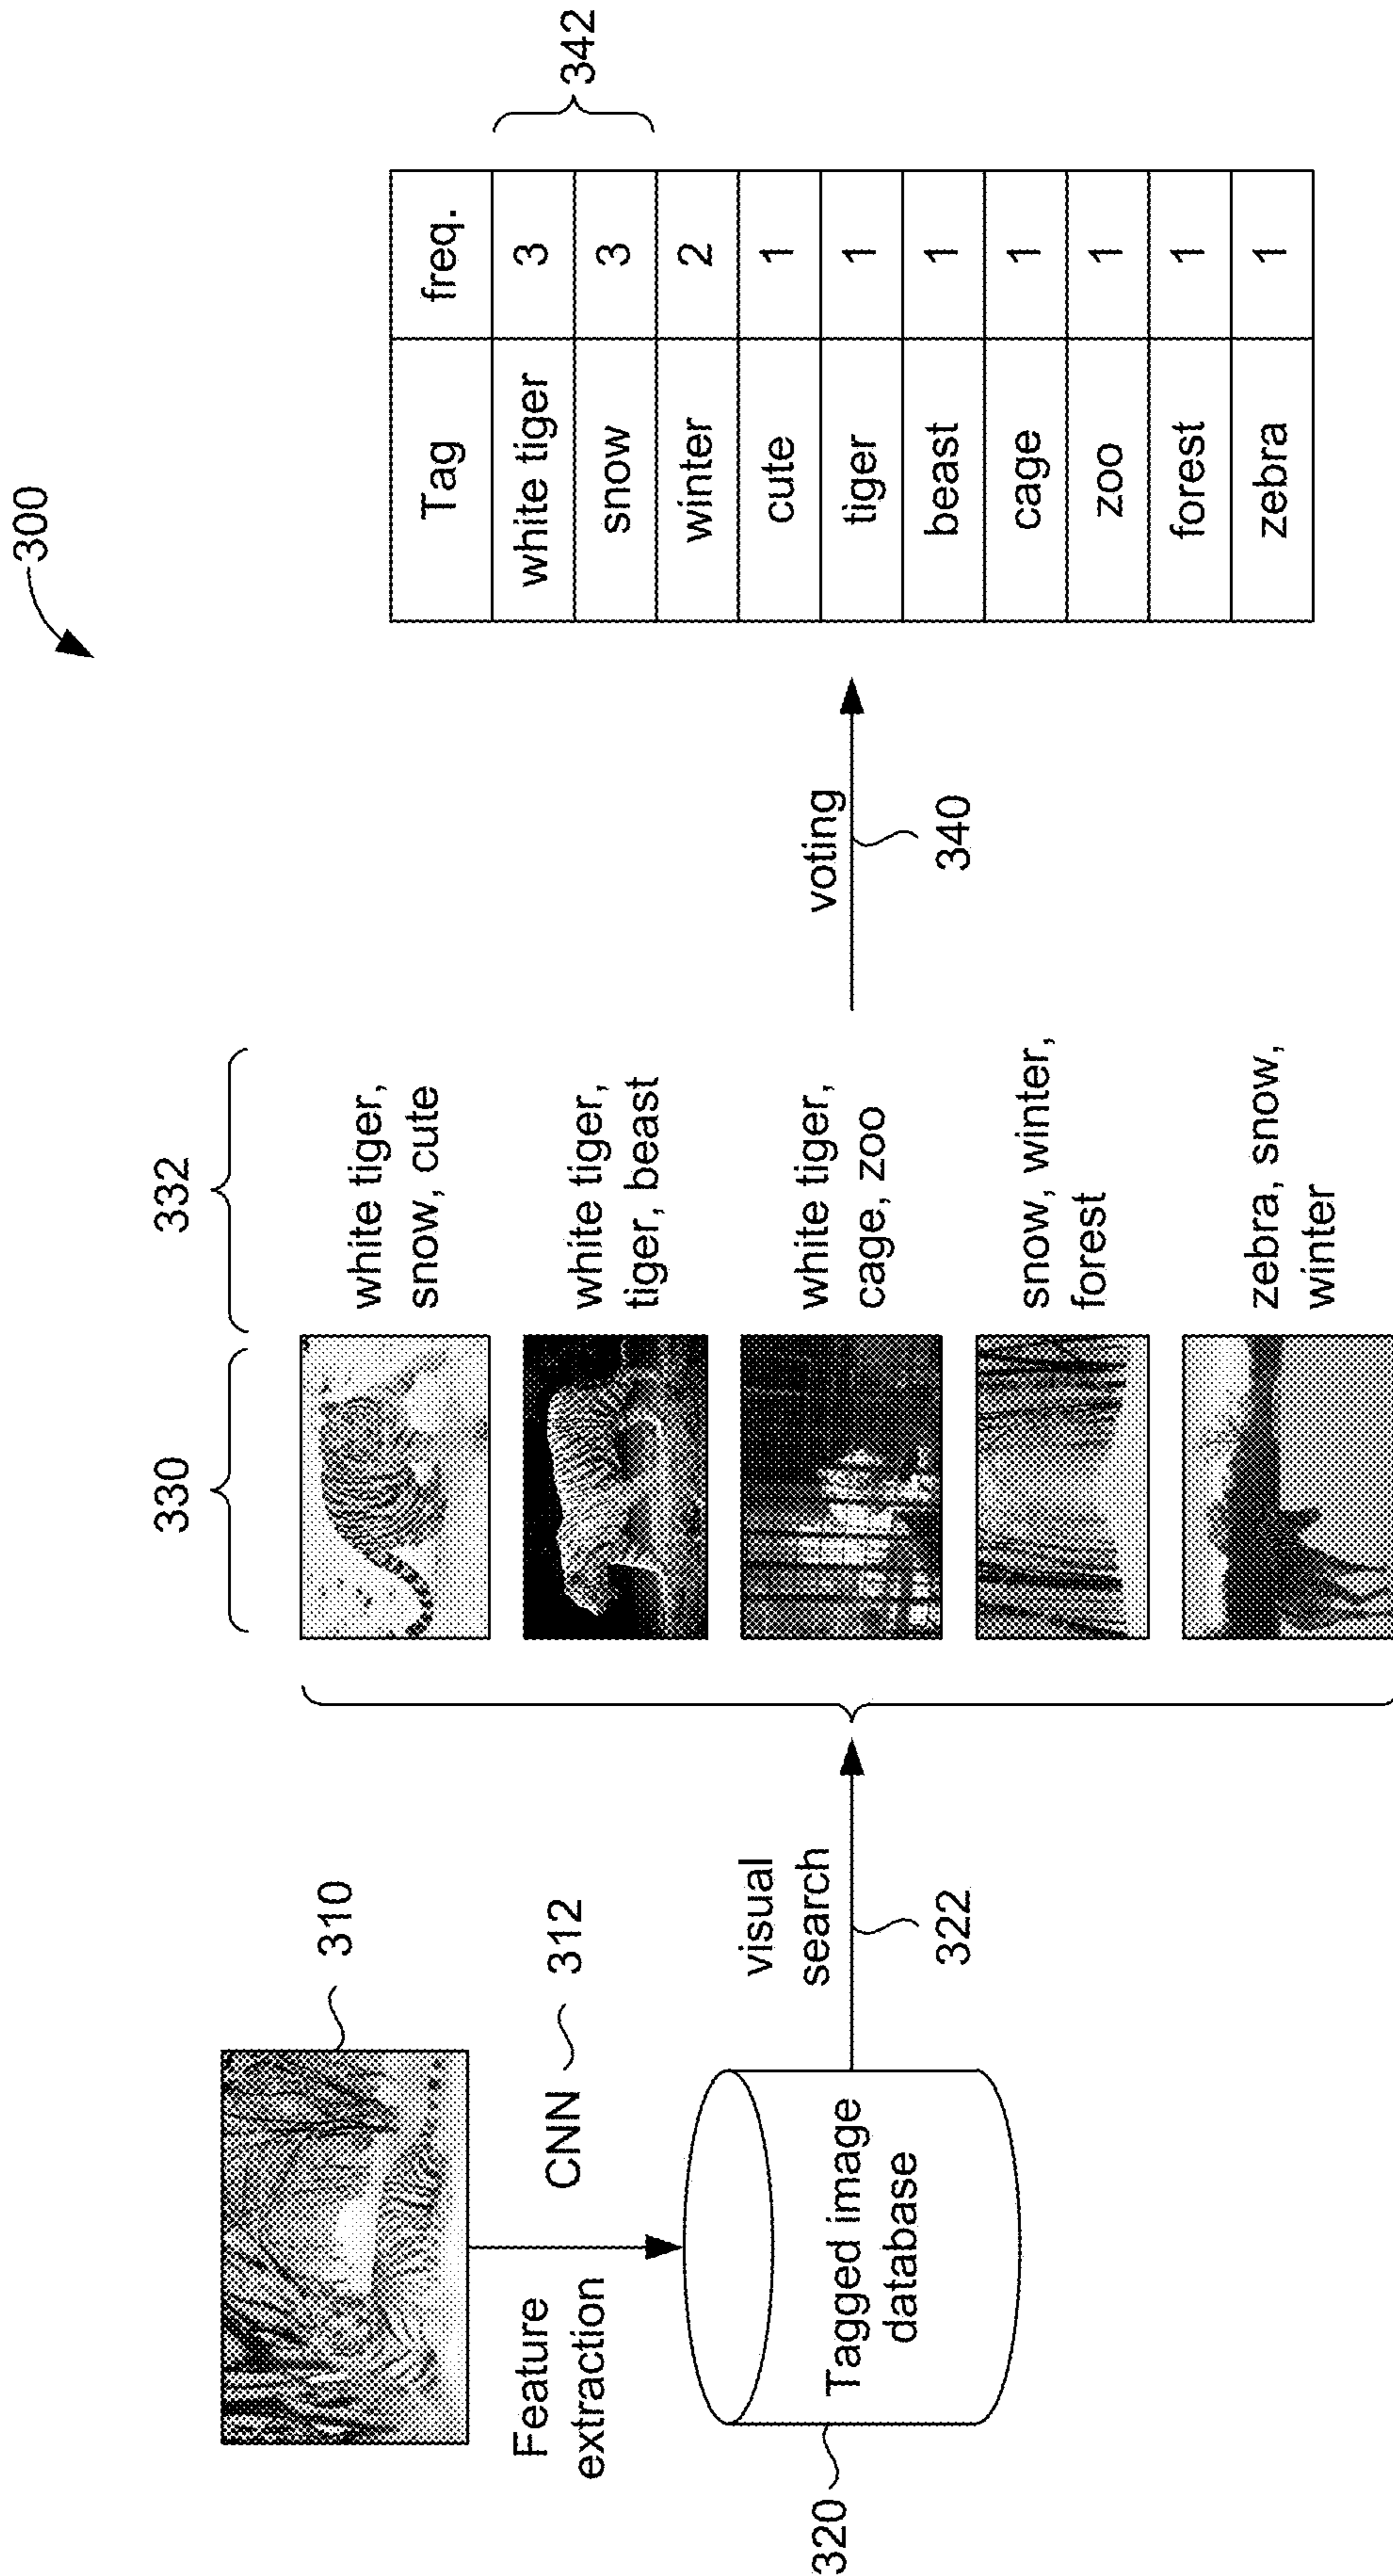 300
310
Feature
extraction
CNN
312
Tagged image
database
320
visual
search
322
330
332
white tiger,
snow, cute
white tiger,
tiger, beast
white tiger,
cage, zoo
snow, winter,
forest
zebra, snow,
winter
voting
340
Tag freq.
white tiger 3
snow 3
winter 2
cute 1
tiger 1
beast 1
cage 1
zoo 1
forest 1
zebra 1
342